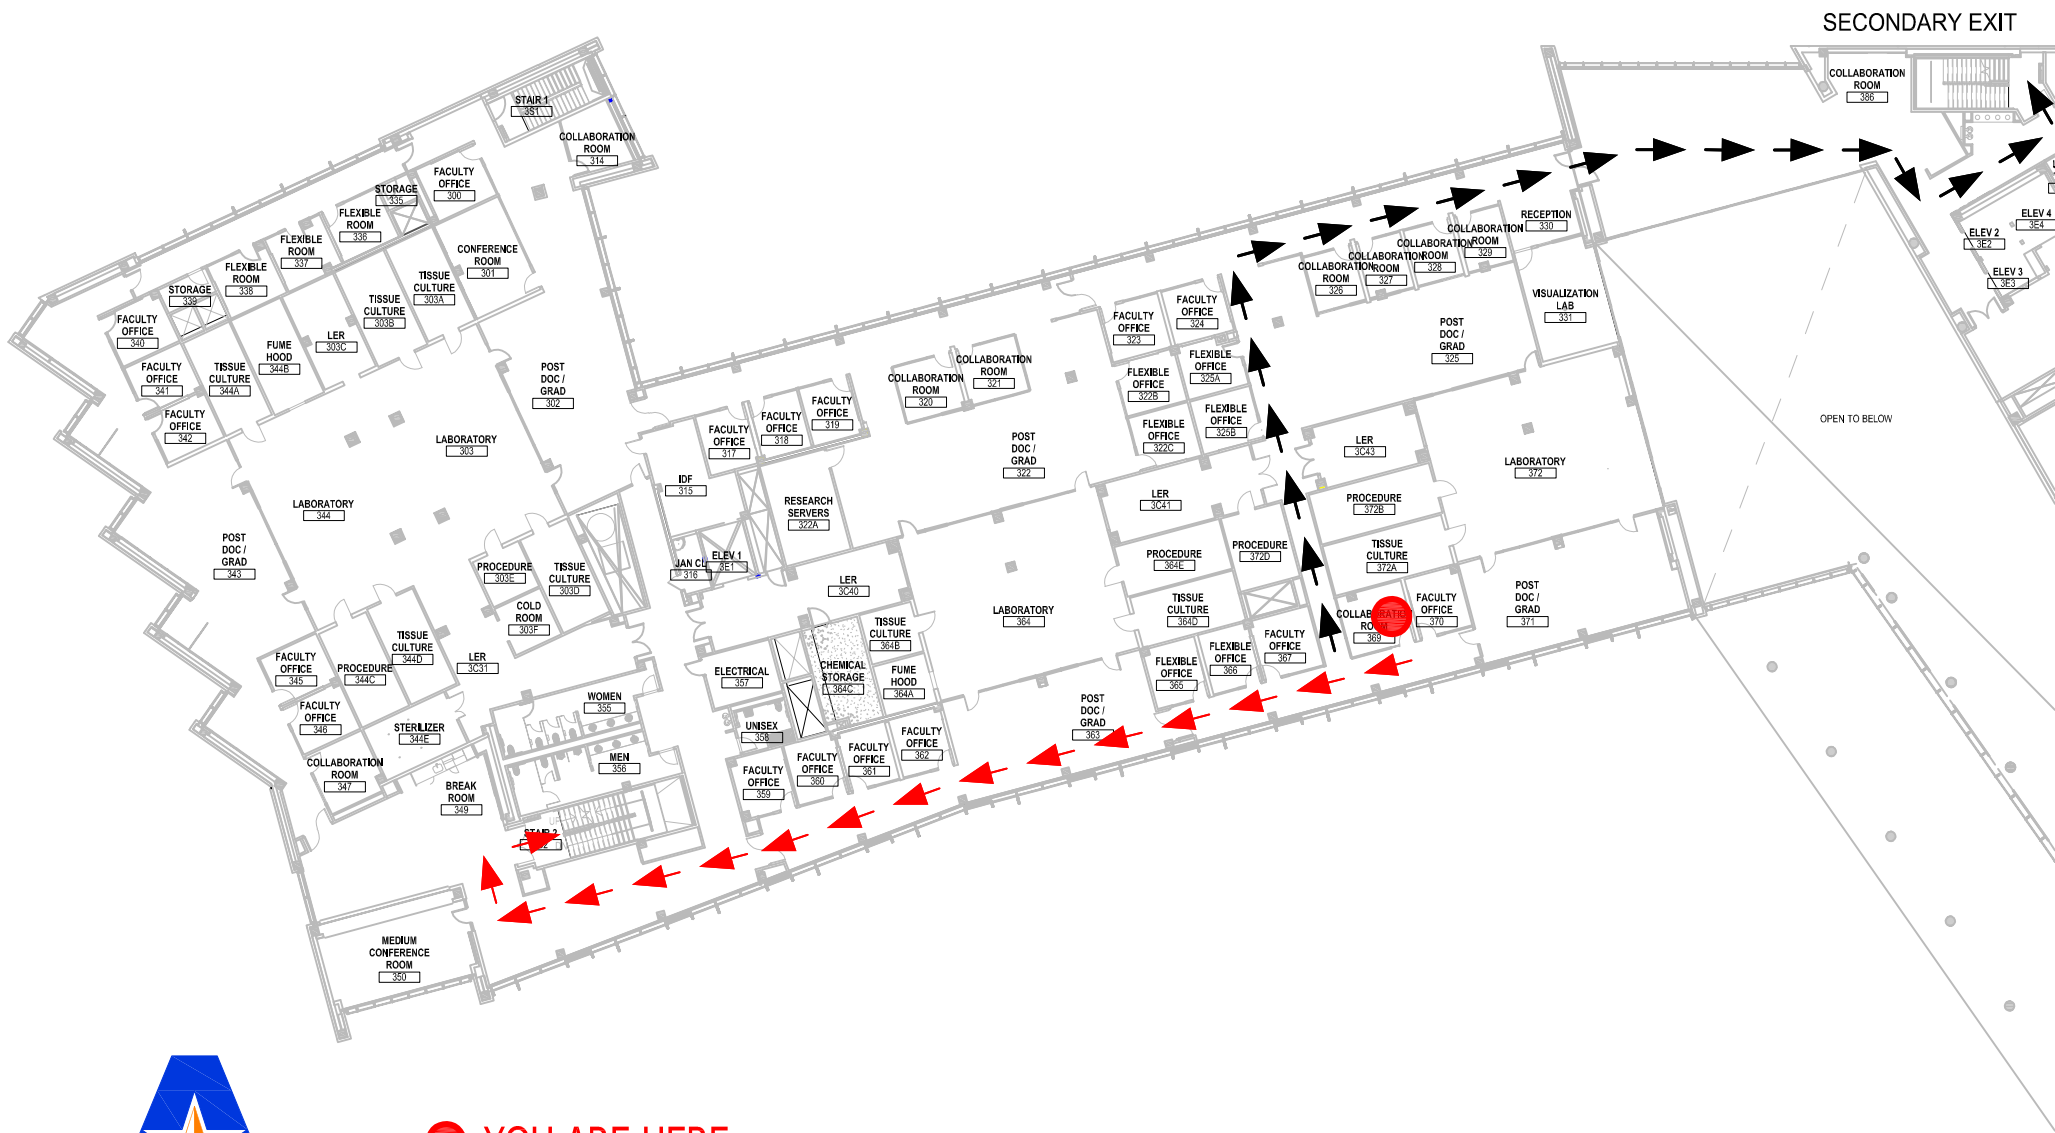 SECONDARY EXIT
COLLABORATION
ROOM
386
STAIR 1
3S1
COLLABORATION
ROOM
314
FACULTY
OFFICE
300
STORAGE
335
FLEXIBLE
ROOM
336
FLEXIBLE
ROOM
337
FLEXIBLE
ROOM
338
STORAGE
339
FACULTY
OFFICE
340
FACULTY
OFFICE
341
FACULTY
OFFICE
342
CONFERENCE
ROOM
301
TISSUE
CULTURE
303A
TISSUE
CULTURE
303B
LER
303C
FUME
HOOD
344B
TISSUE
CULTURE
344A
POST
DOC /
GRAD
302
LABORATORY
303
LABORATORY
344
POST
DOC /
GRAD
343
PROCEDURE
303E
TISSUE
CULTURE
303D
COLD
ROOM
303F
TISSUE
CULTURE
344D
LER
3C31
PROCEDURE
344C
FACULTY
OFFICE
345
FACULTY
OFFICE
346
STERILIZER
344E
COLLABORATION
ROOM
347
BREAK
ROOM
349
MEDIUM
CONFERENCE
ROOM
350
WOMEN
355
MEN
356
STAIR 2
ELECTRICAL
357
UNISEX
358
FACULTY
OFFICE
359
FACULTY
OFFICE
360
FACULTY
OFFICE
361
FACULTY
OFFICE
362
CHEMICAL
STORAGE
364C
TISSUE
CULTURE
364B
FUME
HOOD
364A
IDF
315
JAN CL
316
ELEV 1
3E1
FACULTY
OFFICE
317
FACULTY
OFFICE
318
FACULTY
OFFICE
319
RESEARCH
SERVERS
322A
LER
3C40
COLLABORATION
ROOM
320
COLLABORATION
ROOM
321
POST
DOC /
GRAD
322
LABORATORY
364
POST
DOC /
GRAD
363
FACULTY
OFFICE
323
FACULTY
OFFICE
324
FLEXIBLE
OFFICE
322B
FLEXIBLE
OFFICE
325A
FLEXIBLE
OFFICE
322C
FLEXIBLE
OFFICE
325B
LER
3C41
PROCEDURE
364E
PROCEDURE
372D
TISSUE
CULTURE
364D
FLEXIBLE
OFFICE
365
FLEXIBLE
OFFICE
366
FACULTY
OFFICE
367
COLLABORATION
ROOM
326
COLLABORATION
ROOM
327
COLLABORATION
ROOM
328
COLLABORATION
ROOM
329
RECEPTION
330
VISUALIZATION
LAB
331
POST
DOC /
GRAD
325
LER
3C43
LABORATORY
372
PROCEDURE
372B
TISSUE
CULTURE
372A
COLLABORATION
ROOM
369
FACULTY
OFFICE
370
POST
DOC /
GRAD
371
OPEN TO BELOW
ELEV 2
3E2
ELEV 3
3E3
ELEV 4
3E4
YOU ARE HERE